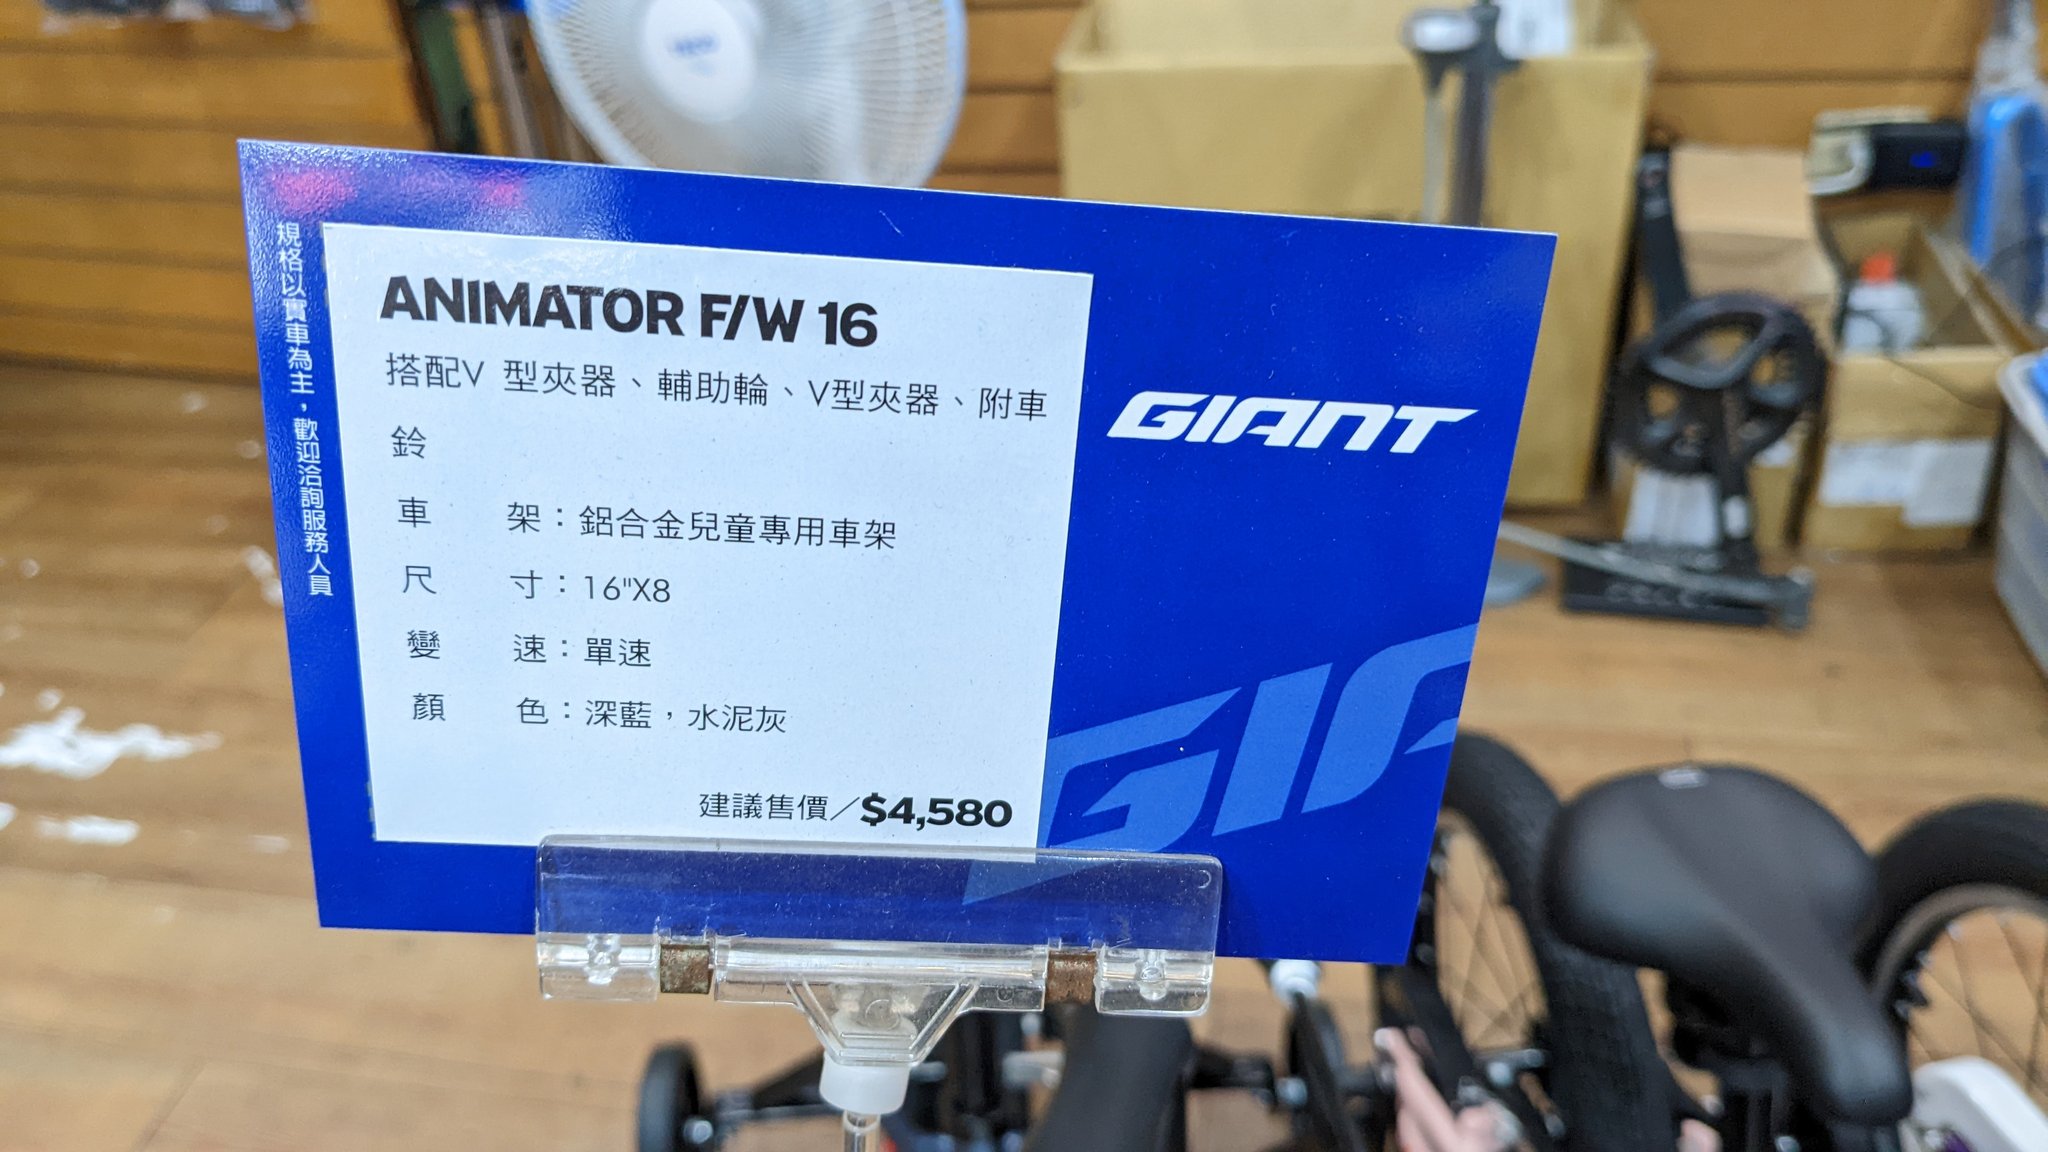 規格以實車為主，歡迎洽詢服務人員
ANIMATOR F/W 16
搭配V 型夾器、輔助輪、V型夾器、附車
鈴
車 架：鋁合金兒童專用車架
尺 寸：16"X8
變 速：單速
顏 色：深藍，水泥灰
建議售價／$4,580
GIANT